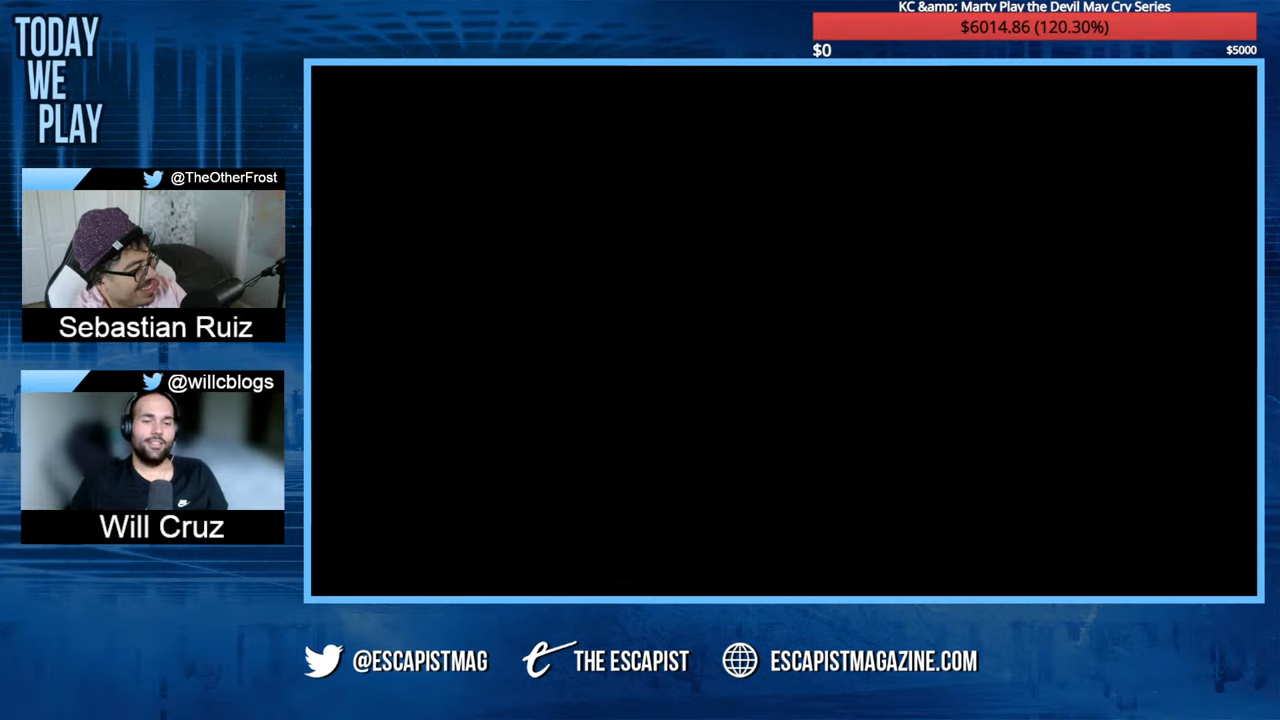 TODAY
WE
PLAY
KC &amp; Marty Play the Devil May Cry Series
$6014.86 (120.30%)
$0
$5000
@TheOtherFrost
Sebastian Ruiz
@willcblogs
Will Cruz
@ESCAPISTMAG
THE ESCAPIST
ESCAPISTMAGAZINE.COM